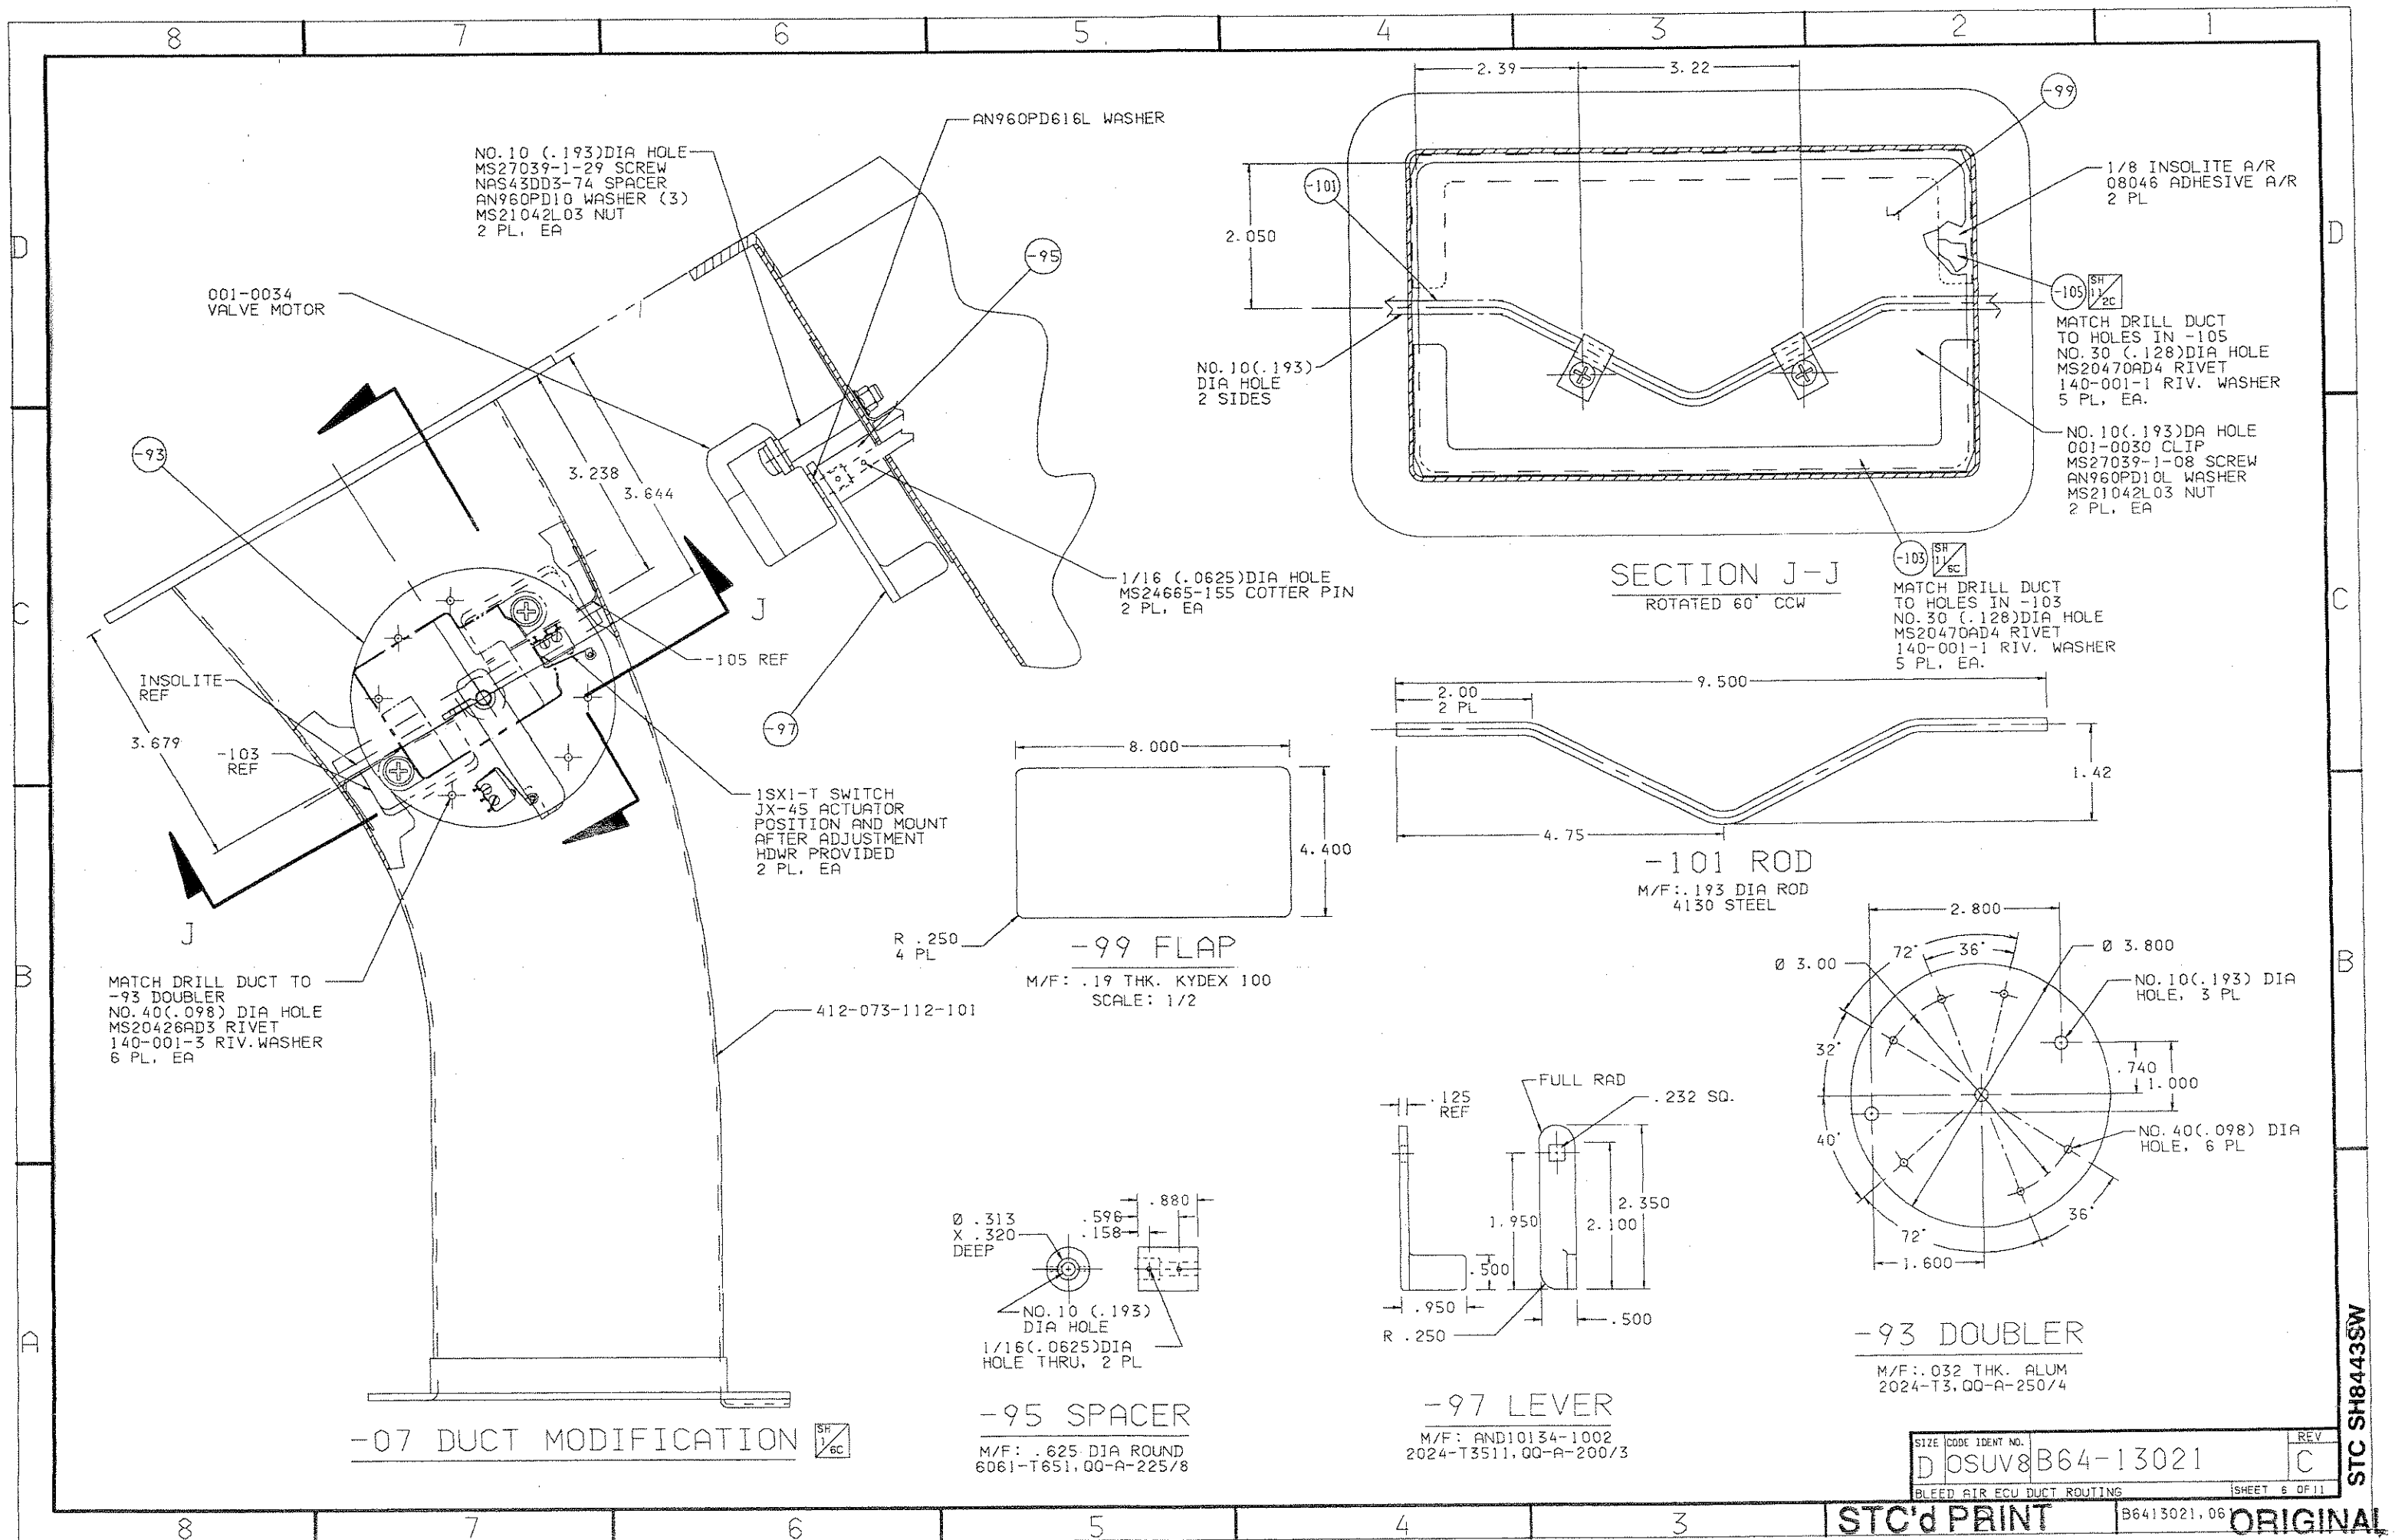 8 7 6 5 4 3 2 1
D
C
B
A
NO.10 (.193)DIA HOLE
MS27039-1-29 SCREW
NAS43DD3-74 SPACER
AN960PD10 WASHER (3)
MS21042L03 NUT
2 PL, EA
AN960PD616L WASHER
-95
001-0034
VALVE MOTOR
-93
3.238
3.644
1/16 (.0625)DIA HOLE
MS24665-155 COTTER PIN
2 PL, EA
J
-105 REF
INSOLITE
REF
3.679
-103
REF
-97
1SX1-T SWITCH
JX-45 ACTUATOR
POSITION AND MOUNT
AFTER ADJUSTMENT
HDWR PROVIDED
2 PL, EA
J
MATCH DRILL DUCT TO
-93 DOUBLER
NO.40(.098) DIA HOLE
MS20426AD3 RIVET
140-001-3 RIV.WASHER
6 PL, EA
412-073-112-101
-07 DUCT MODIFICATION
SH
1/6C
2.39
3.22
-99
-101
2.050
1/8 INSOLITE A/R
08046 ADHESIVE A/R
2 PL
-105
SH
11/2C
MATCH DRILL DUCT
TO HOLES IN -105
NO.30 (.128)DIA HOLE
MS20470AD4 RIVET
140-001-1 RIV. WASHER
5 PL, EA.
NO.10(.193)
DIA HOLE
2 SIDES
NO.10(.193)DA HOLE
001-0030 CLIP
MS27039-1-08 SCREW
AN960PD10L WASHER
MS21042L03 NUT
2 PL, EA
SECTION J-J
ROTATED 60° CCW
-103
SH
11/6C
MATCH DRILL DUCT
TO HOLES IN -103
NO.30 (.128)DIA HOLE
MS20470AD4 RIVET
140-001-1 RIV. WASHER
5 PL, EA.
8.000
4.400
R .250
4 PL
-99 FLAP
M/F: .19 THK. KYDEX 100
SCALE: 1/2
9.500
2.00
2 PL
1.42
4.75
-101 ROD
M/F:.193 DIA ROD
4130 STEEL
2.800
72°
36°
Ø 3.800
Ø 3.00
NO.10(.193) DIA
HOLE, 3 PL
32°
.740
1.000
40°
NO.40(.098) DIA
HOLE, 6 PL
36°
72°
1.600
-93 DOUBLER
M/F:.032 THK. ALUM
2024-T3,QQ-A-250/4
.880
.596
.158
Ø .313
X .320
DEEP
NO.10 (.193)
DIA HOLE
1/16(.0625)DIA
HOLE THRU, 2 PL
-95 SPACER
M/F: .625 DIA ROUND
6061-T651,QQ-A-225/8
.125
REF
FULL RAD
.232 SQ.
1.950
2.350
2.100
.500
.950
.500
R .250
-97 LEVER
M/F: AND10134-1002
2024-T3511,QQ-A-200/3
STC SH8443SW
SIZE
D
CODE IDENT NO.
0SUV8
B64-13021
REV
C
BLEED AIR ECU DUCT ROUTING
SHEET 6 OF 11
D
C
B
8 7 6 5 4 3
STC'd PRINT
B6413021,06
ORIGINAL